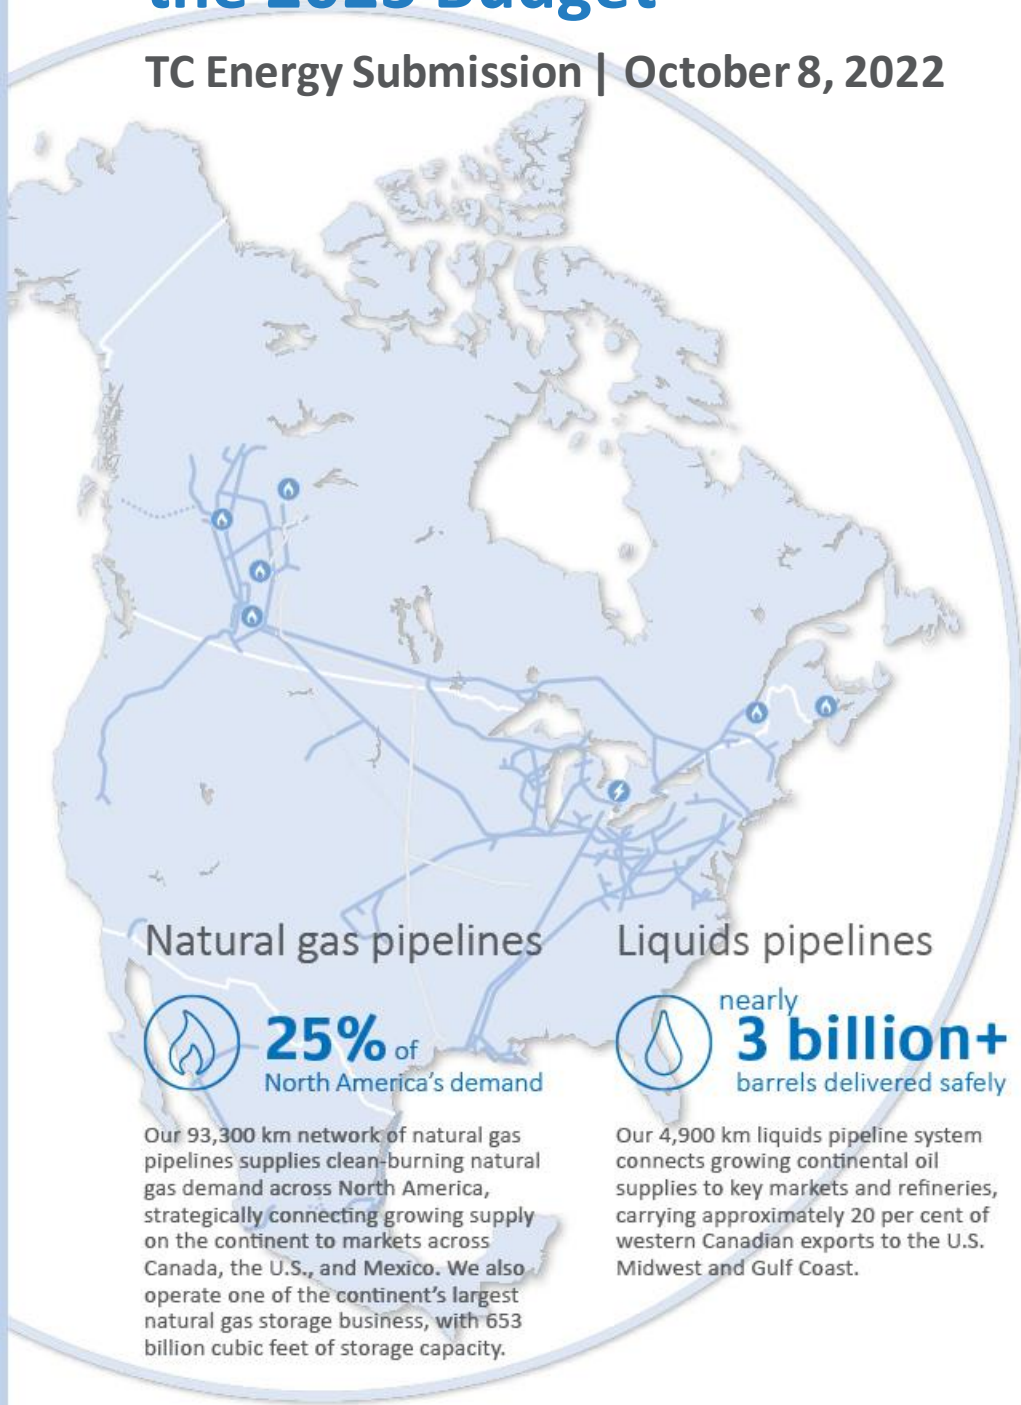 the 2023 Budget
TC Energy Submission | October 8, 2022
Natural gas pipelines
25% of
North America's demand
Our 93,300 km network of natural gas
pipelines supplies clean-burning natural
gas demand across North America,
strategically connecting growing supply
on the continent to markets across
Canada, the U.S., and Mexico. We also
operate one of the continent's largest
natural gas storage business, with 653
billion cubic feet of storage capacity.
Liquids pipelines
nearly
3 billion+
barrels delivered safely
Our 4,900 km liquids pipeline system
connects growing continental oil
supplies to key markets and refineries,
carrying approximately 20 per cent of
western Canadian exports to the U.S.
Midwest and Gulf Coast.